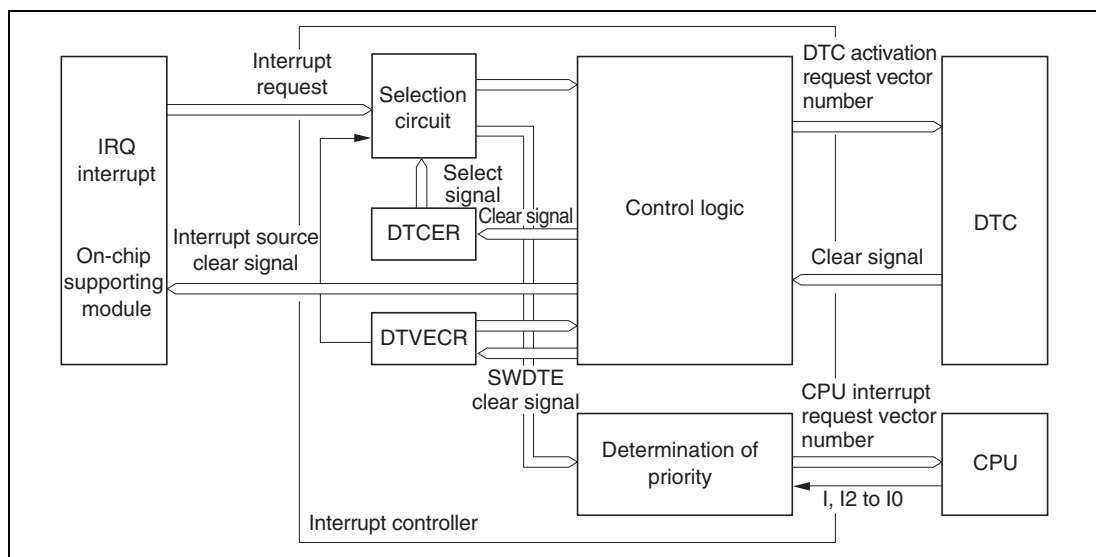 Interrupt
request
IRQ
interrupt
On-chip
supporting
module
Interrupt source
clear signal
Selection
circuit
Select
signal
DTCER
Clear signal
DTVECR
SWDTE
clear signal
Control logic
Determination of
priority
DTC activation
request vector
number
DTC
Clear signal
CPU interrupt
request vector
number
CPU
I, I2 to I0
Interrupt controller